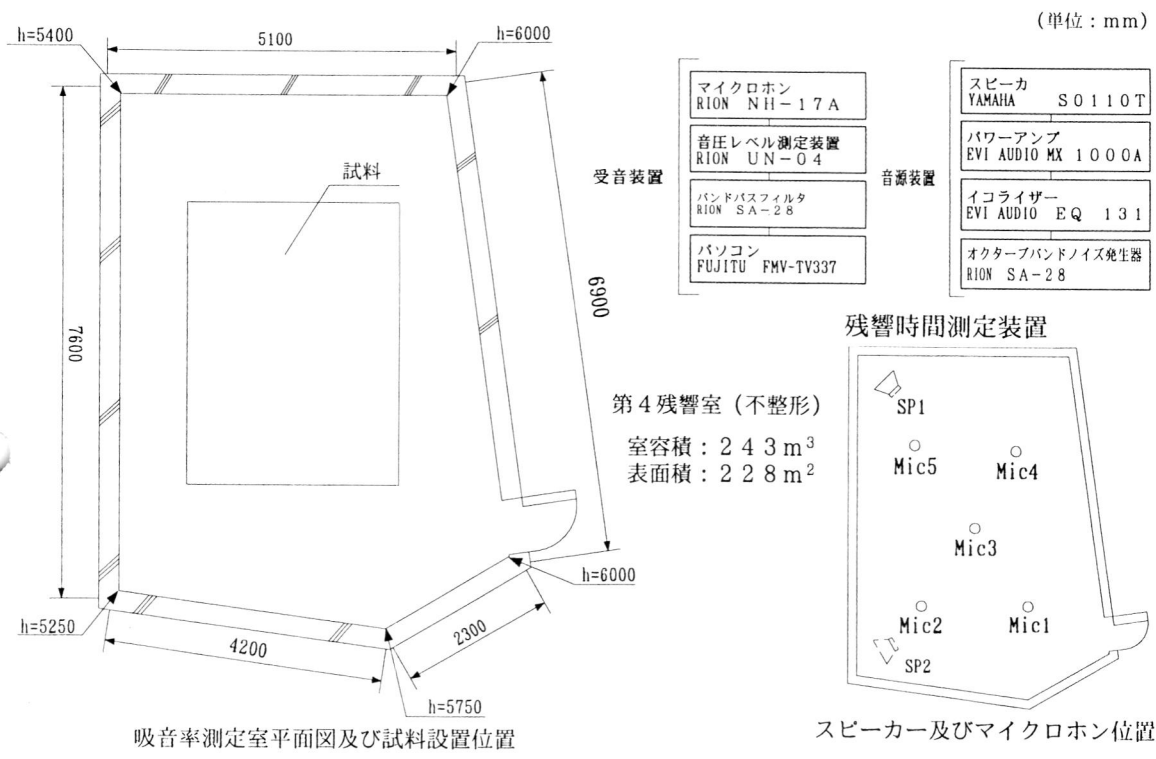 (単位：mm)
h=5400
5100
h=6000
7600
試料
6900
h=5250
4200
2300
h=6000
h=5750
吸音率測定室平面図及び試料設置位置
受音装置
マイクロホン
RION NH－17A
音圧レベル測定装置
RION UN－04
バンドパスフィルタ
RION SA－28
パソコン
FUJITU FMV-TV337
音源装置
スピーカ
YAMAHA S0110T
パワーアンプ
EVI AUDIO MX 1000A
イコライザー
EVI AUDIO EQ 131
オクターブバンドノイズ発生器
RION SA－28
残響時間測定装置
第4残響室（不整形）
室容積：243m³
表面積：228m²
SP1
Mic5
Mic4
Mic3
Mic2
Mic1
SP2
スピーカー及びマイクロホン位置